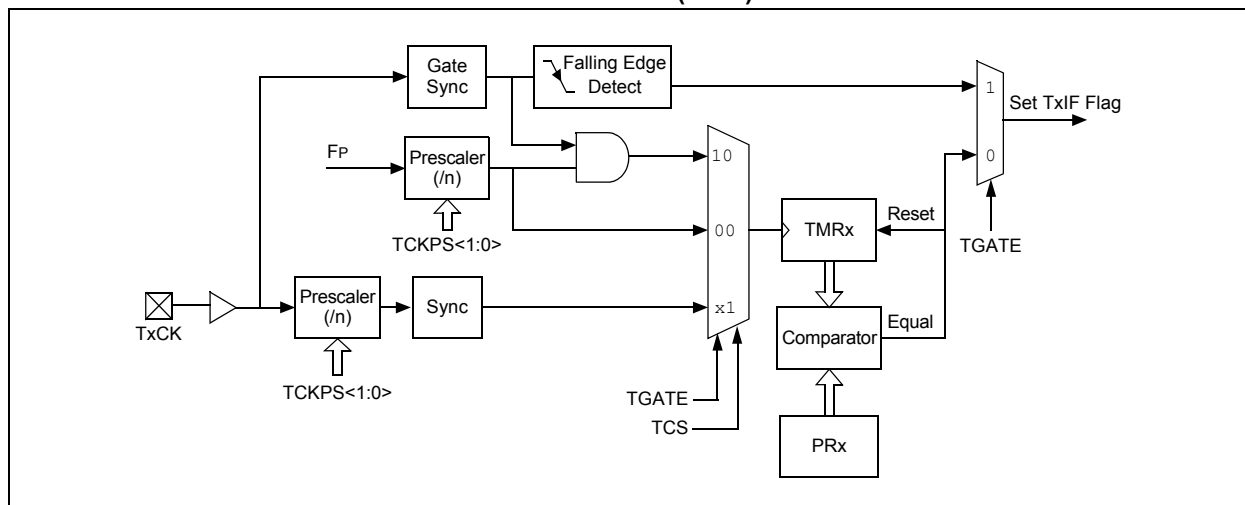 Gate
Sync
Falling Edge
Detect
1
Set TxIF Flag
0
FP
Prescaler
(/n)
10
Reset
TGATE
TCKPS<1:0>
00
TMRx
TxCK
Prescaler
(/n)
Sync
x1
Equal
Comparator
TCKPS<1:0>
TGATE
TCS
PRx